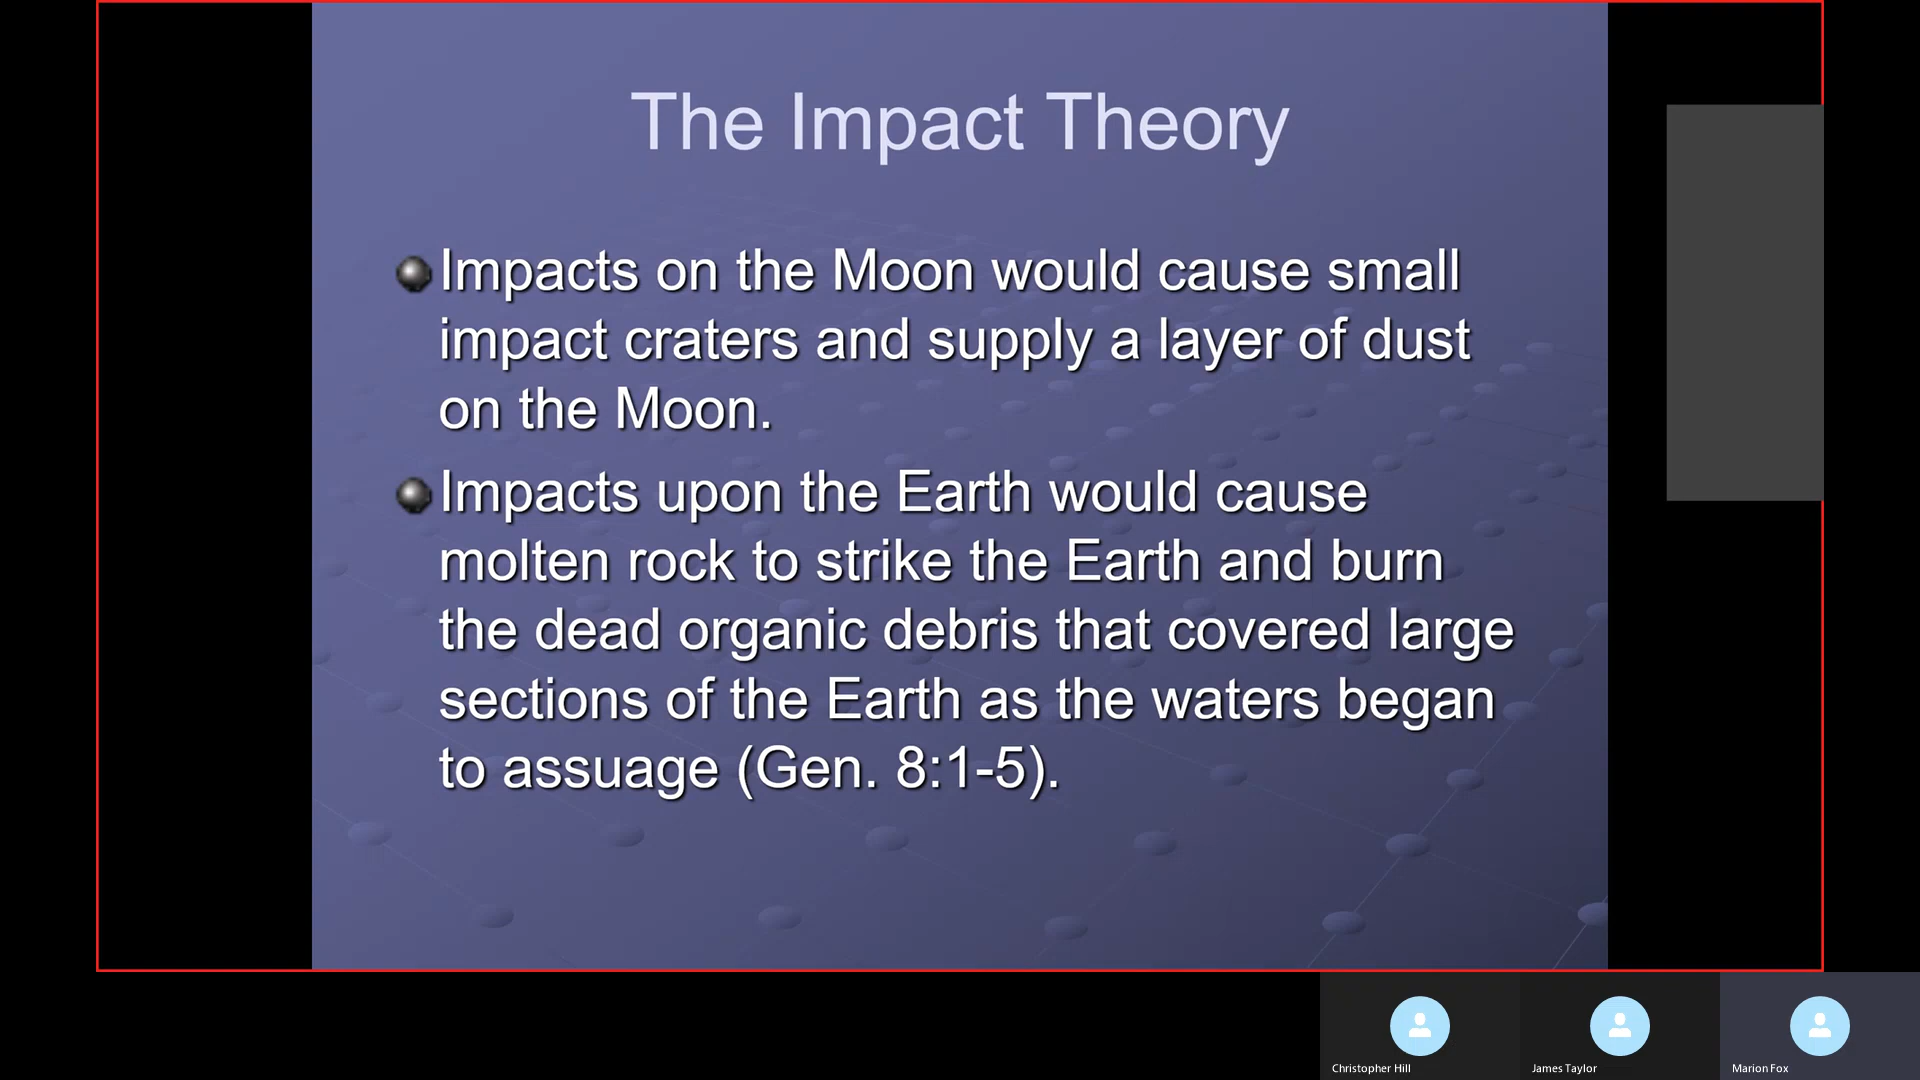 The Impact Theory
Impacts on the Moon would cause small
impact craters and supply a layer of dust
on the Moon.
Impacts upon the Earth would cause
molten rock to strike the Earth and burn
the dead organic debris that covered large
sections of the Earth as the waters began
to assuage (Gen. 8:1-5).
Christopher Hill
James Taylor
Marion Fox